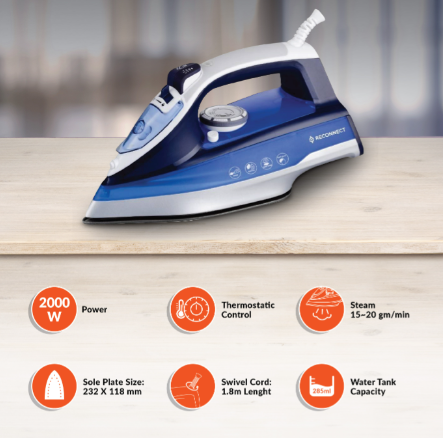 RECONNECT
2000
W
Power
Thermostatic
Control
Steam
15~20 gm/min
Sole Plate Size:
232 X 118 mm
Swivel Cord:
1.8m Lenght
285ml
Water Tank
Capacity